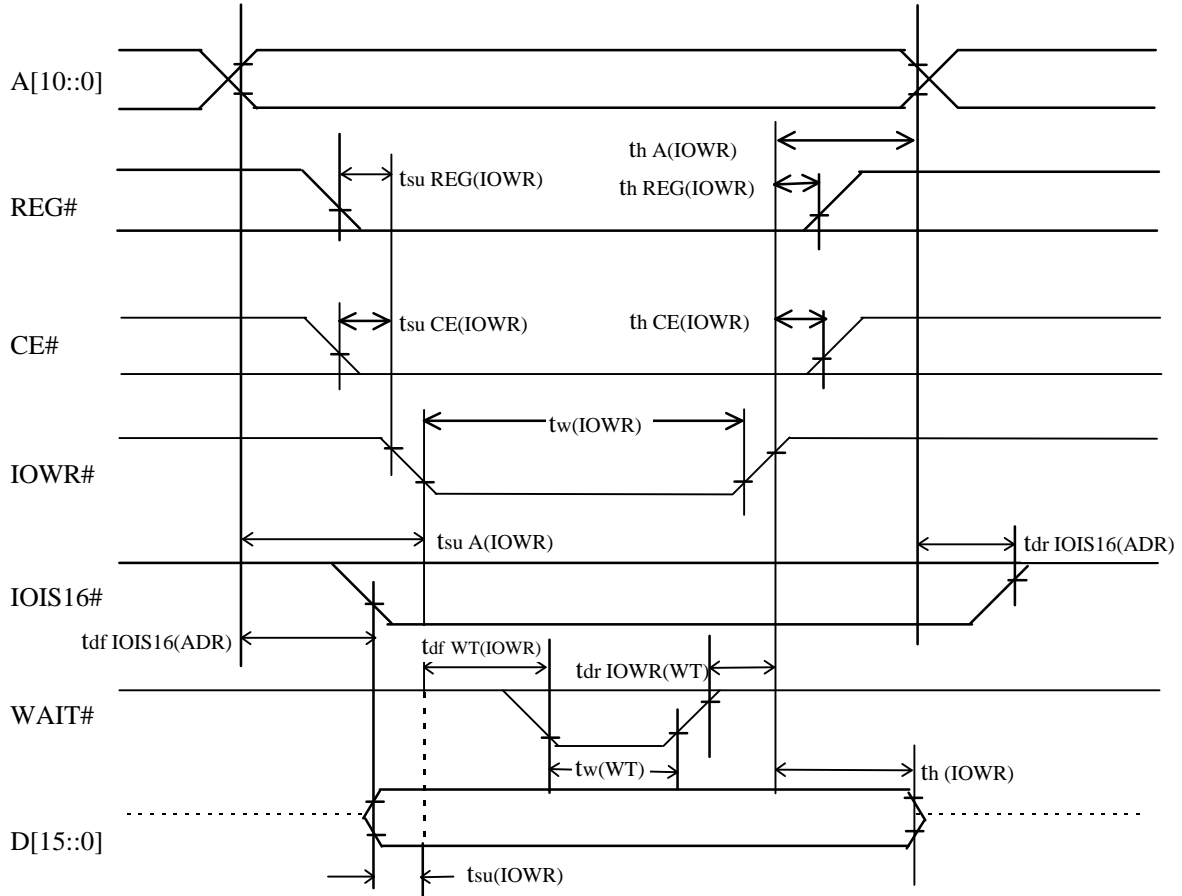 A[10::0]
th A(IOWR)
tsu REG(IOWR)
th REG(IOWR)
REG#
tsu CE(IOWR)
th CE(IOWR)
CE#
tw(IOWR)
IOWR#
tsu A(IOWR)
tdr IOIS16(ADR)
IOIS16#
tdf IOIS16(ADR)
tdf WT(IOWR)
tdr IOWR(WT)
WAIT#
tw(WT)
th (IOWR)
D[15::0]
tsu(IOWR)